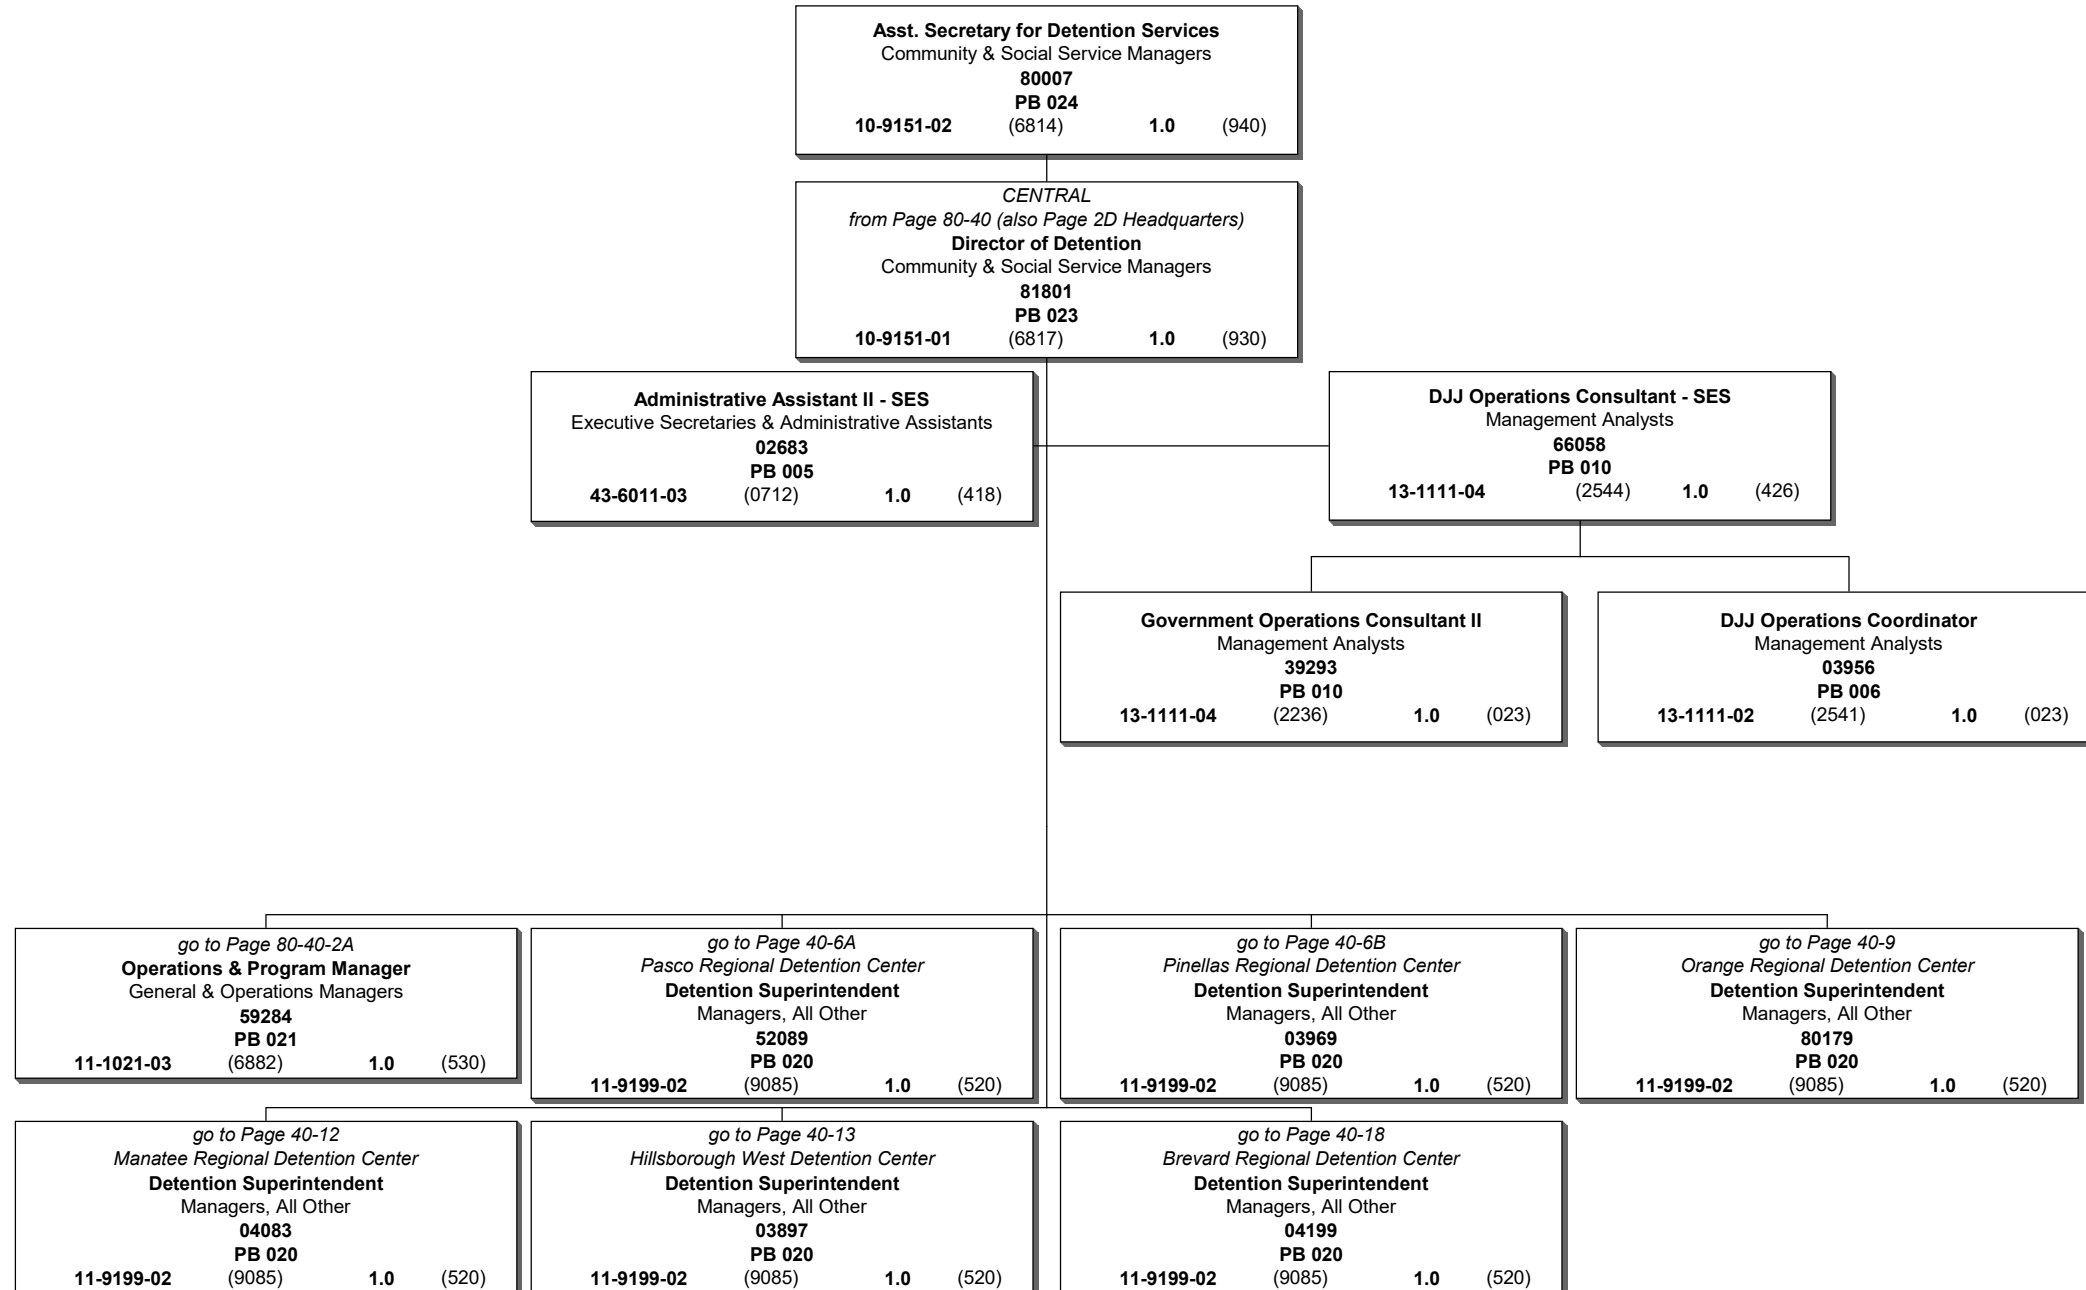 Asst. Secretary for Detention Services
Community & Social Service Managers
80007
PB 024
10-9151-02 (6814) 1.0 (940)
CENTRAL
from Page 80-40 (also Page 2D Headquarters)
Director of Detention
Community & Social Service Managers
81801
PB 023
10-9151-01 (6817) 1.0 (930)
Administrative Assistant II - SES
Executive Secretaries & Administrative Assistants
02683
PB 005
43-6011-03 (0712) 1.0 (418)
DJJ Operations Consultant - SES
Management Analysts
66058
PB 010
13-1111-04 (2544) 1.0 (426)
Government Operations Consultant II
Management Analysts
39293
PB 010
13-1111-04 (2236) 1.0 (023)
DJJ Operations Coordinator
Management Analysts
03956
PB 006
13-1111-02 (2541) 1.0 (023)
go to Page 80-40-2A
Operations & Program Manager
General & Operations Managers
59284
PB 021
11-1021-03 (6882) 1.0 (530)
go to Page 40-6A
Pasco Regional Detention Center
Detention Superintendent
Managers, All Other
52089
PB 020
11-9199-02 (9085) 1.0 (520)
go to Page 40-6B
Pinellas Regional Detention Center
Detention Superintendent
Managers, All Other
03969
PB 020
11-9199-02 (9085) 1.0 (520)
go to Page 40-9
Orange Regional Detention Center
Detention Superintendent
Managers, All Other
80179
PB 020
11-9199-02 (9085) 1.0 (520)
go to Page 40-12
Manatee Regional Detention Center
Detention Superintendent
Managers, All Other
04083
PB 020
11-9199-02 (9085) 1.0 (520)
go to Page 40-13
Hillsborough West Detention Center
Detention Superintendent
Managers, All Other
03897
PB 020
11-9199-02 (9085) 1.0 (520)
go to Page 40-18
Brevard Regional Detention Center
Detention Superintendent
Managers, All Other
04199
PB 020
11-9199-02 (9085) 1.0 (520)